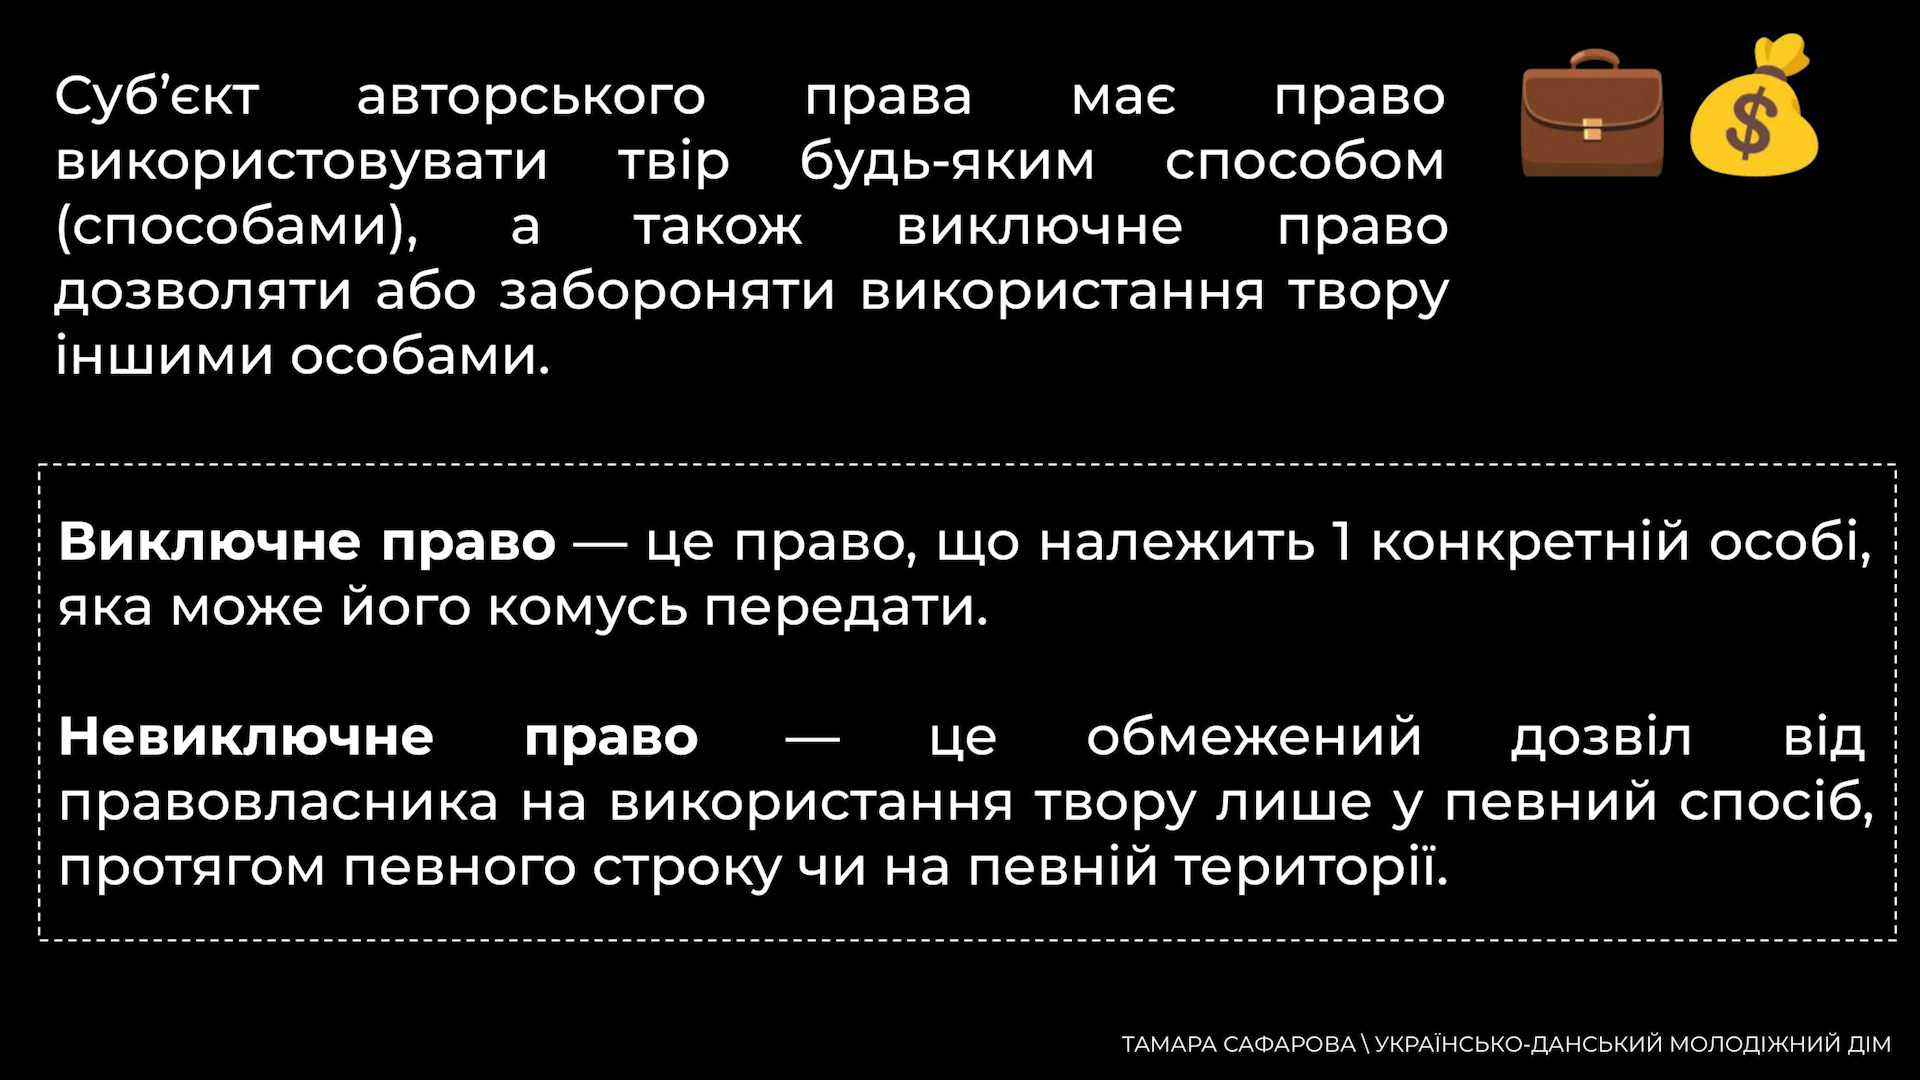 Суб’єкт авторського права має право
використовувати твір будь-яким способом
(способами), а також виключне право
дозволяти або забороняти використання твору
іншими особами.
Виключне право — це право, що належить 1 конкретній особі,
яка може його комусь передати.
Невиключне право — це обмежений дозвіл від
правовласника на використання твору лише у певний спосіб,
протягом певного строку чи на певній території.
ТАМАРА САФАРОВА \ УКРАЇНСЬКО-ДАНСЬКИЙ МОЛОДІЖНИЙ ДІМ